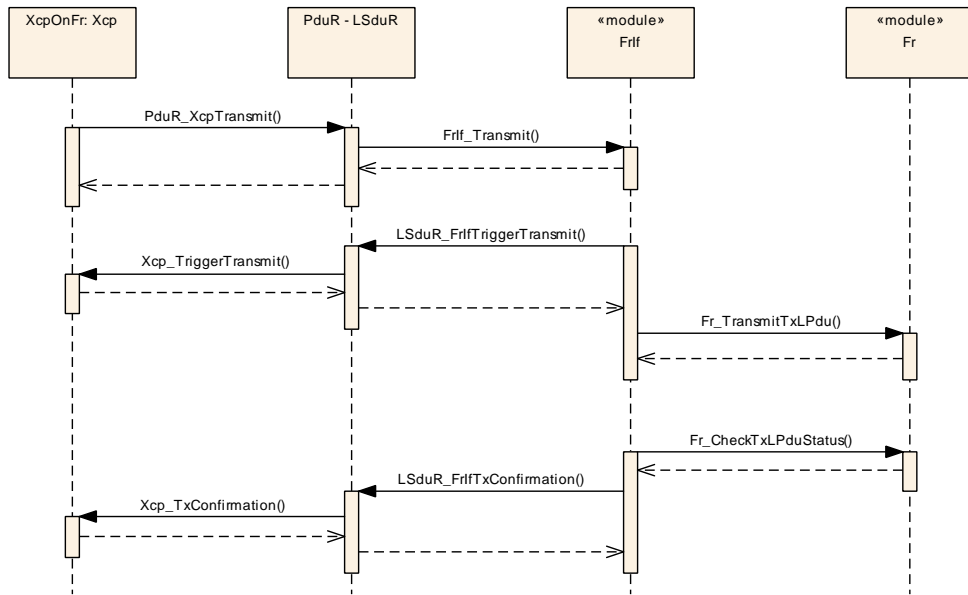 XcpOnFr: Xcp
PduR - LSduR
«module»
FrIf
«module»
Fr
PduR_XcpTransmit()
FrIf_Transmit()
LSduR_FrIfTriggerTransmit()
Xcp_TriggerTransmit()
Fr_TransmitTxLPdu()
Fr_CheckTxLPduStatus()
LSduR_FrIfTxConfirmation()
Xcp_TxConfirmation()